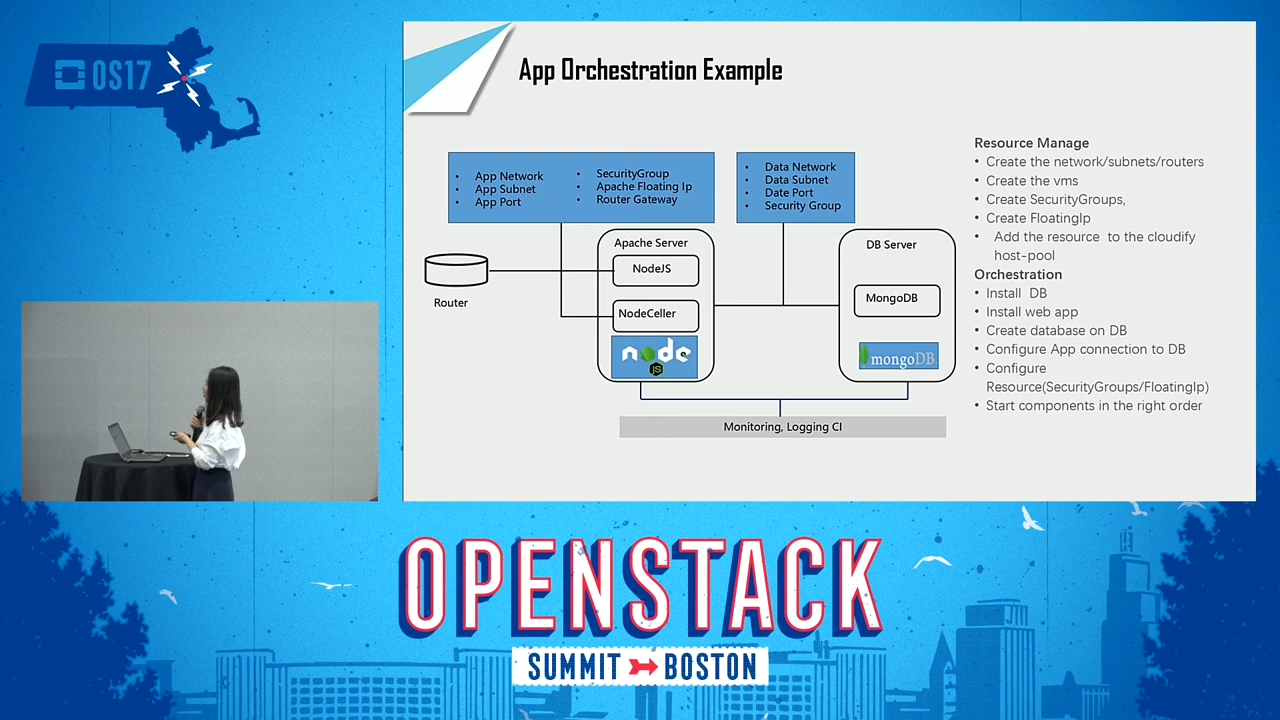 OS17
App Orchestration Example
• App Network
• App Subnet
• App Port
• SecurityGroup
• Apache Floating Ip
• Router Gateway
• Data Network
• Data Subnet
• Date Port
• Security Group
Router
Apache Server
NodeJS
NodeCeller
node
JS
DB Server
MongoDB
mongoDB
Monitoring, Logging CI
Resource Manage
• Create the network/subnets/routers
• Create the vms
• Create SecurityGroups,
• Create FloatingIp
• Add the resource to the cloudify
host-pool
Orchestration
• Install DB
• Install web app
• Create database on DB
• Configure App connection to DB
• Configure
Resource(SecurityGroups/FloatingIp)
• Start components in the right order
OPENSTACK
SUMMIT BOSTON